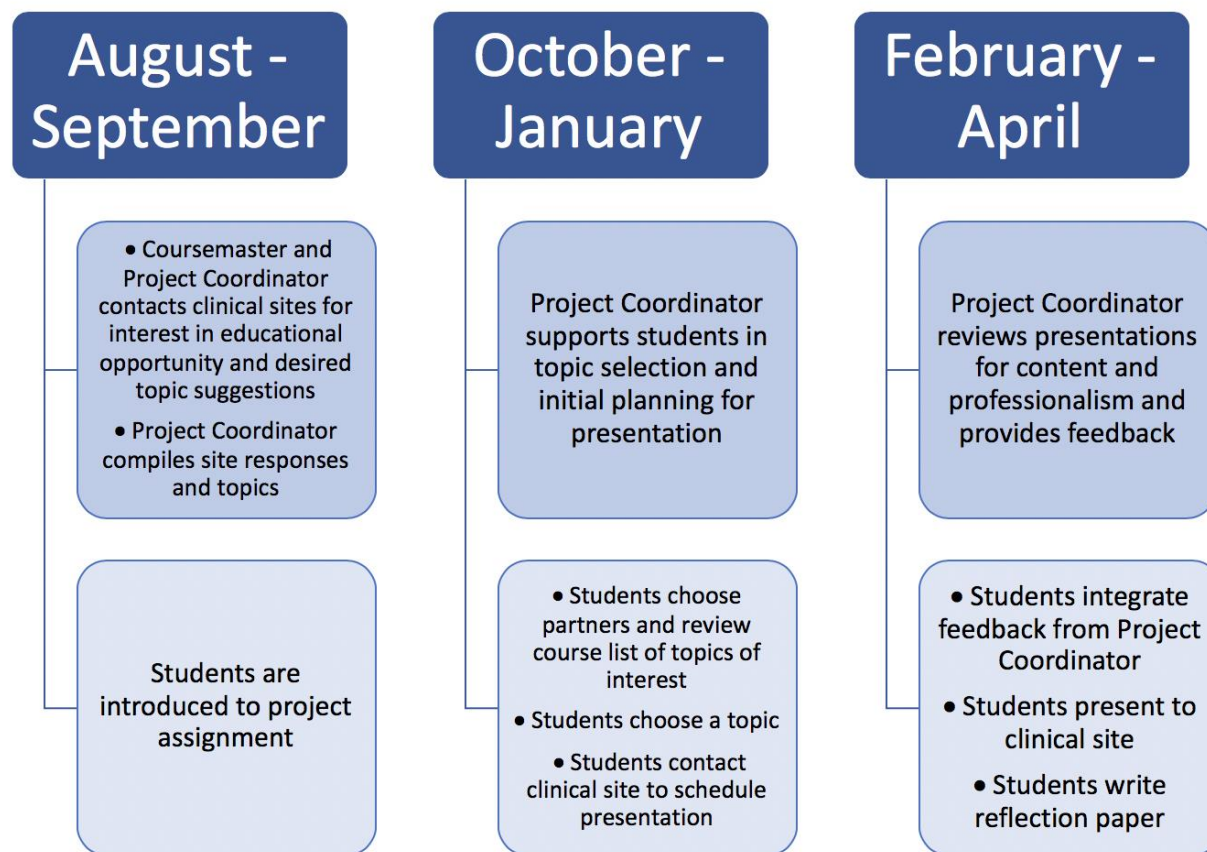 August -
September
• Coursemaster and
Project Coordinator
contacts clinical sites for
interest in educational
opportunity and desired
topic suggestions
• Project Coordinator
compiles site responses
and topics
Students are
introduced to project
assignment
October -
January
Project Coordinator
supports students in
topic selection and
initial planning for
presentation
• Students choose
partners and review
course list of topics of
interest
• Students choose a topic
• Students contact
clinical site to schedule
presentation
February -
April
Project Coordinator
reviews presentations
for content and
professionalism and
provides feedback
• Students integrate
feedback from Project
Coordinator
• Students present to
clinical site
• Students write
reflection paper